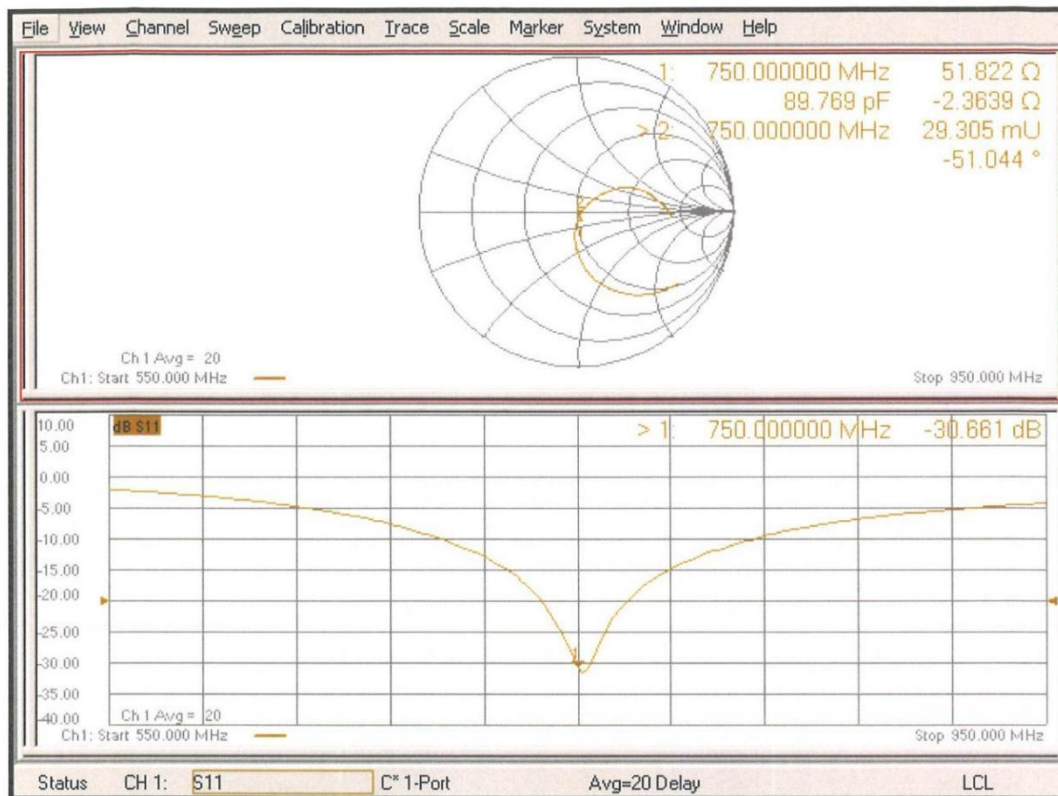 File View Channel Sweep Calibration Trace Scale Marker System Window Help
1: 750.000000 MHz 51.822 Ω
89.769 pF -2.3639 Ω
> 2: 750.000000 MHz 29.305 mU
-51.044 °
Ch 1 Avg = 20
Ch1: Start 550.000 MHz
Stop 950.000 MHz
10.00
dB S11
> 1: 750.000000 MHz -30.661 dB
5.00
0.00
-5.00
-10.00
-15.00
-20.00
-25.00
-30.00
1
-35.00
-40.00
Ch 1 Avg = 20
Ch1: Start 550.000 MHz
Stop 950.000 MHz
Status CH 1: S11 C* 1-Port Avg=20 Delay LCL